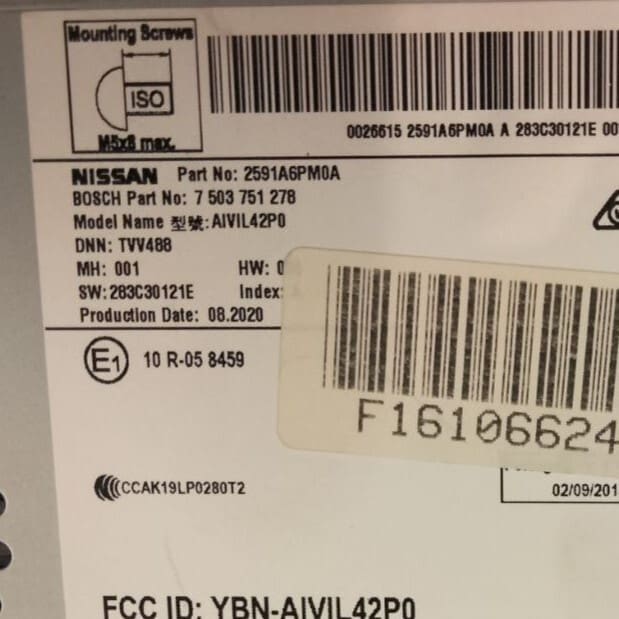 Mounting Screws
ISO
M5x8 max.
0026615 2591A6PM0A A 283C30121E 00
NISSAN Part No: 2591A6PM0A
BOSCH Part No: 7 503 751 278
Model Name 型號: AIVIL42P0
DNN: TVV488
MH: 001 HW: 0
SW: 283C30121E Index:
Production Date: 08.2020
E1 10 R-05 8459
F16106624
02/09/201
CCAK19LP0280T2
FCC ID: YBN-AIVIL42P0